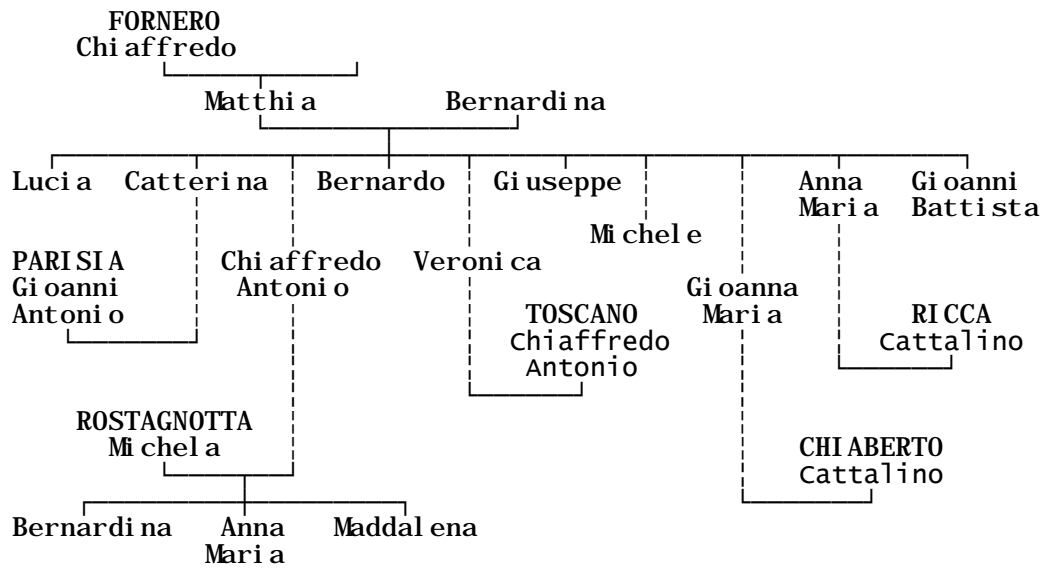 FORNERO
Chiaffredo
Matthia Bernardina
Lucia Catterina Bernardo Giuseppe Anna Gioanni
Maria Battista
Michele
PARISIA Chiaffredo Veronica
Gioanni Antonio Gioanna
Antonio TOSCANO Maria RICCA
Chiaffredo Cattalino
Antonio
ROSTAGNOTTA
Michela CHIABERTO
Cattalino
Bernardina Anna Maddalena
Maria